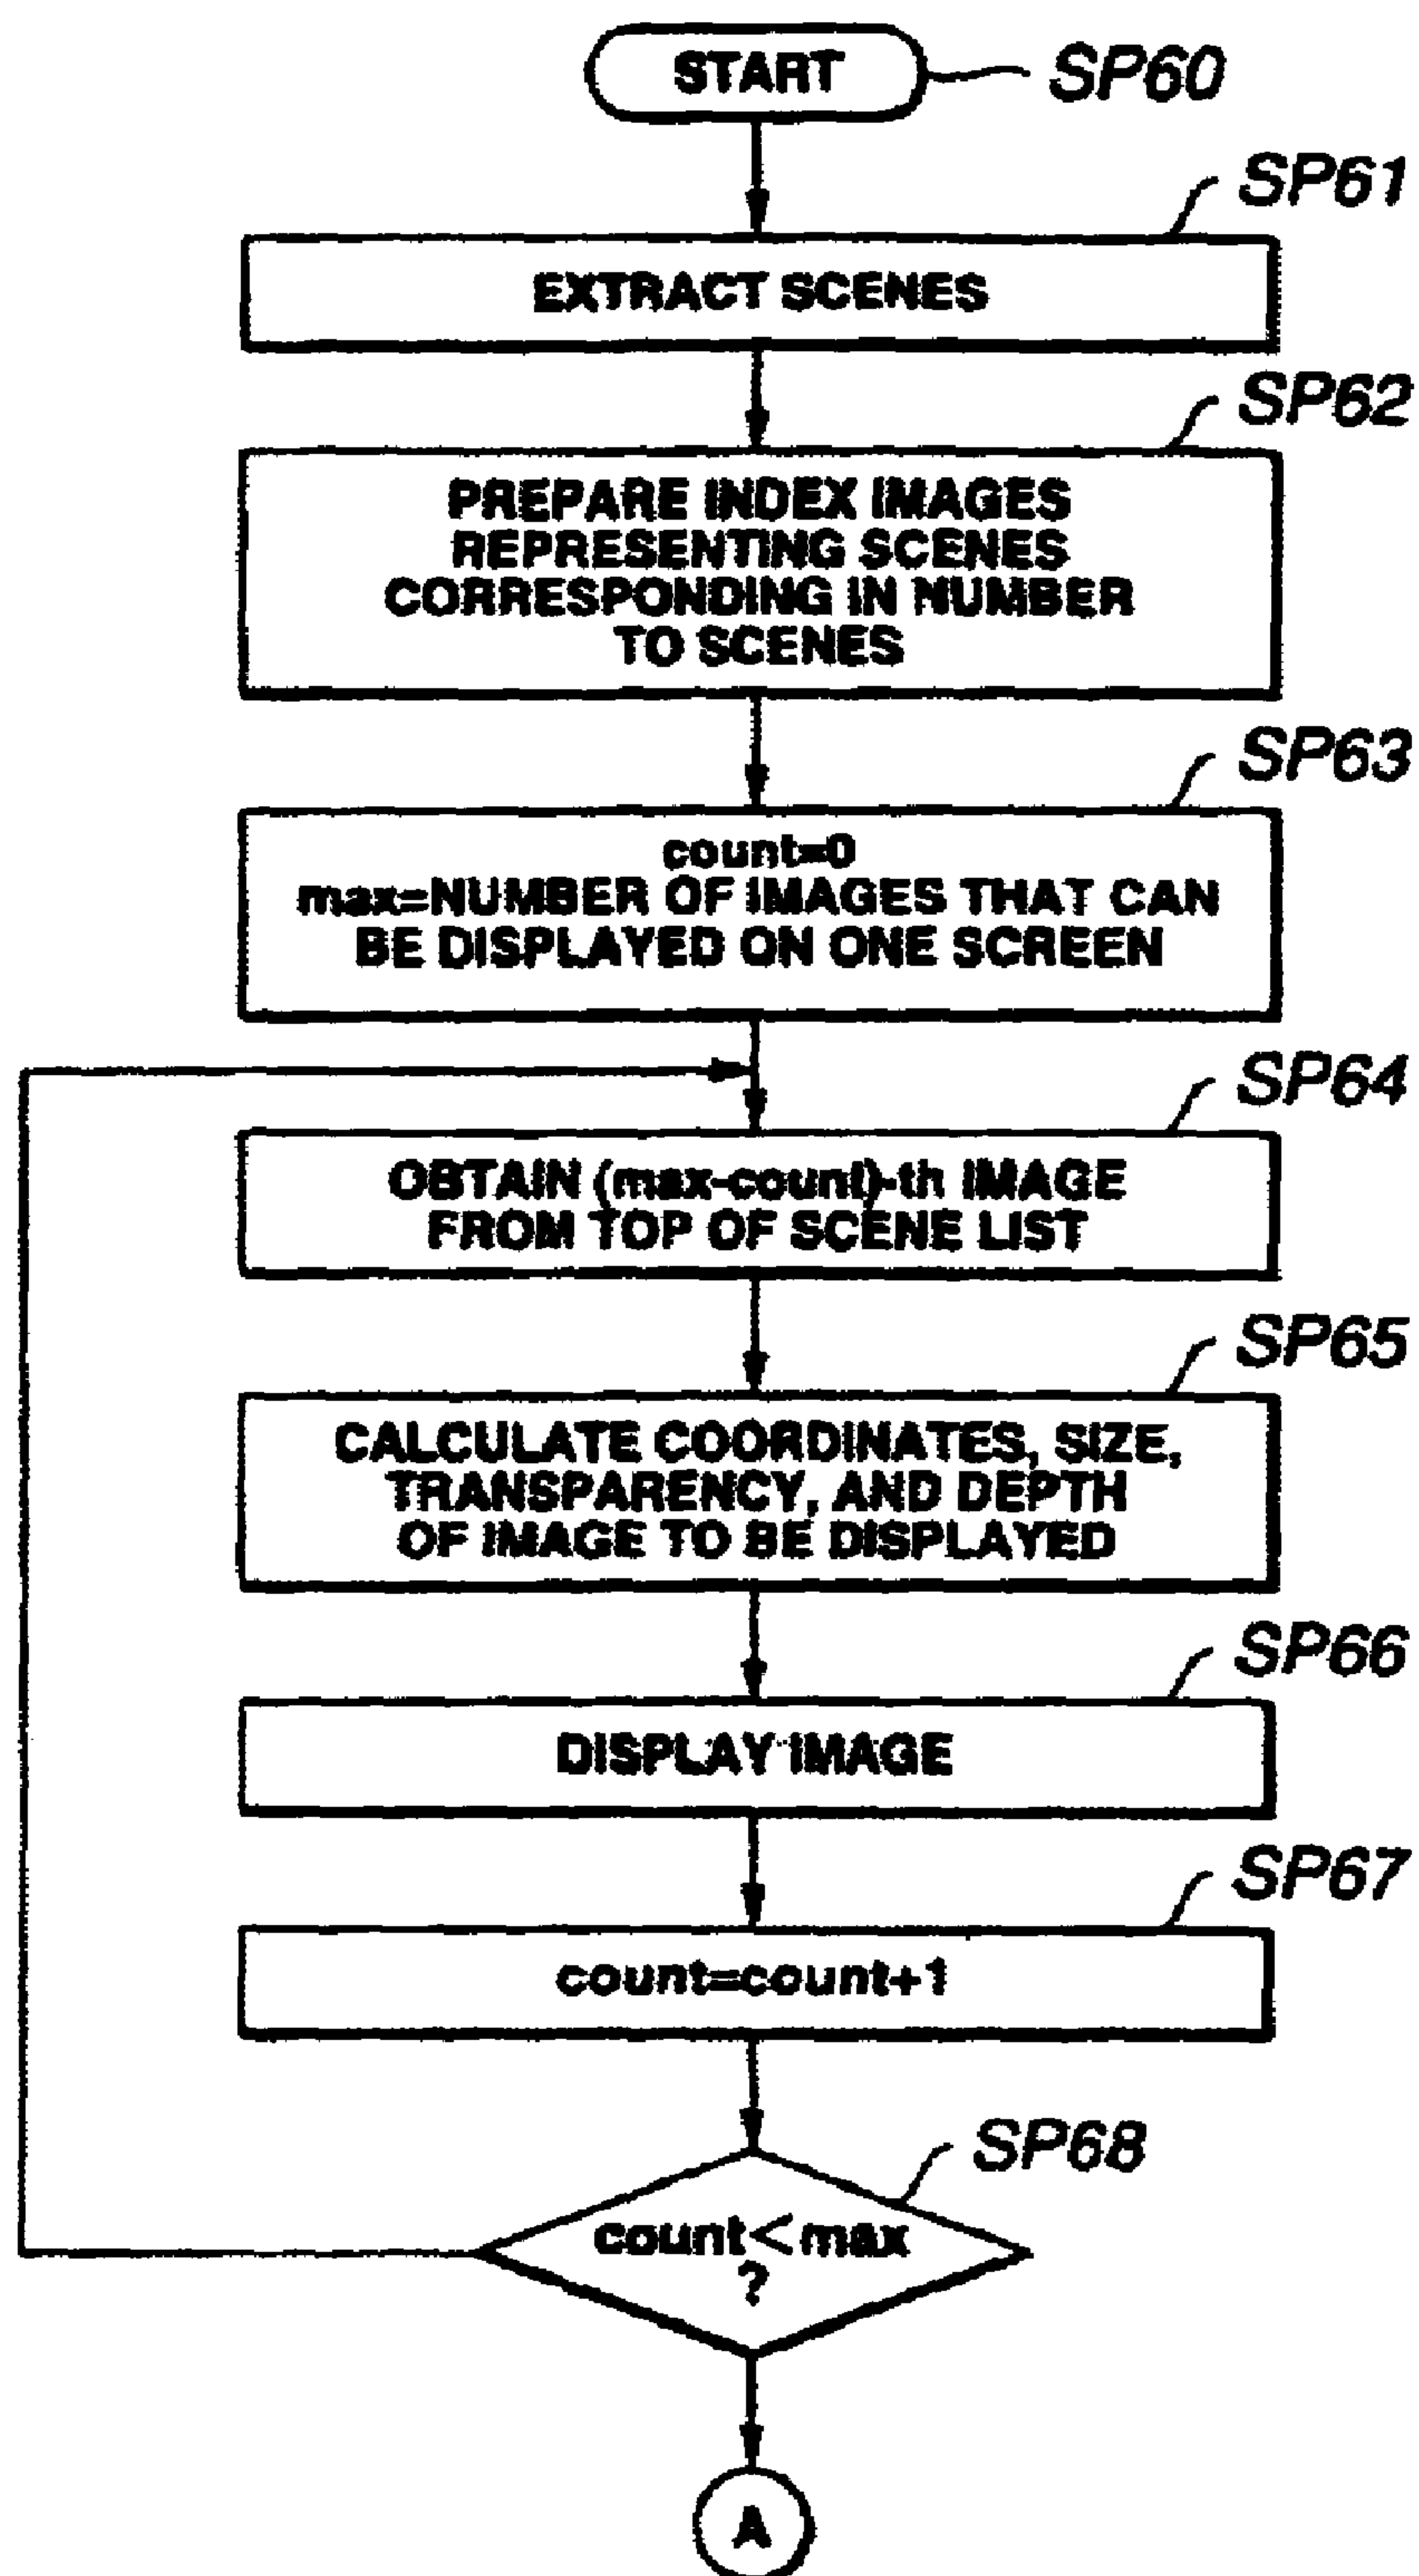 START
SP60
SP61
EXTRACT SCENES
SP62
PREPARE INDEX IMAGES
REPRESENTING SCENES
CORRESPONDING IN NUMBER
TO SCENES
SP63
count=0
max=NUMBER OF IMAGES THAT CAN
BE DISPLAYED ON ONE SCREEN
SP64
OBTAIN (max-count)-th IMAGE
FROM TOP OF SCENE LIST
SP65
CALCULATE COORDINATES, SIZE,
TRANSPARENCY, AND DEPTH
OF IMAGE TO BE DISPLAYED
SP66
DISPLAY IMAGE
SP67
count=count+1
SP68
count<max
?
A